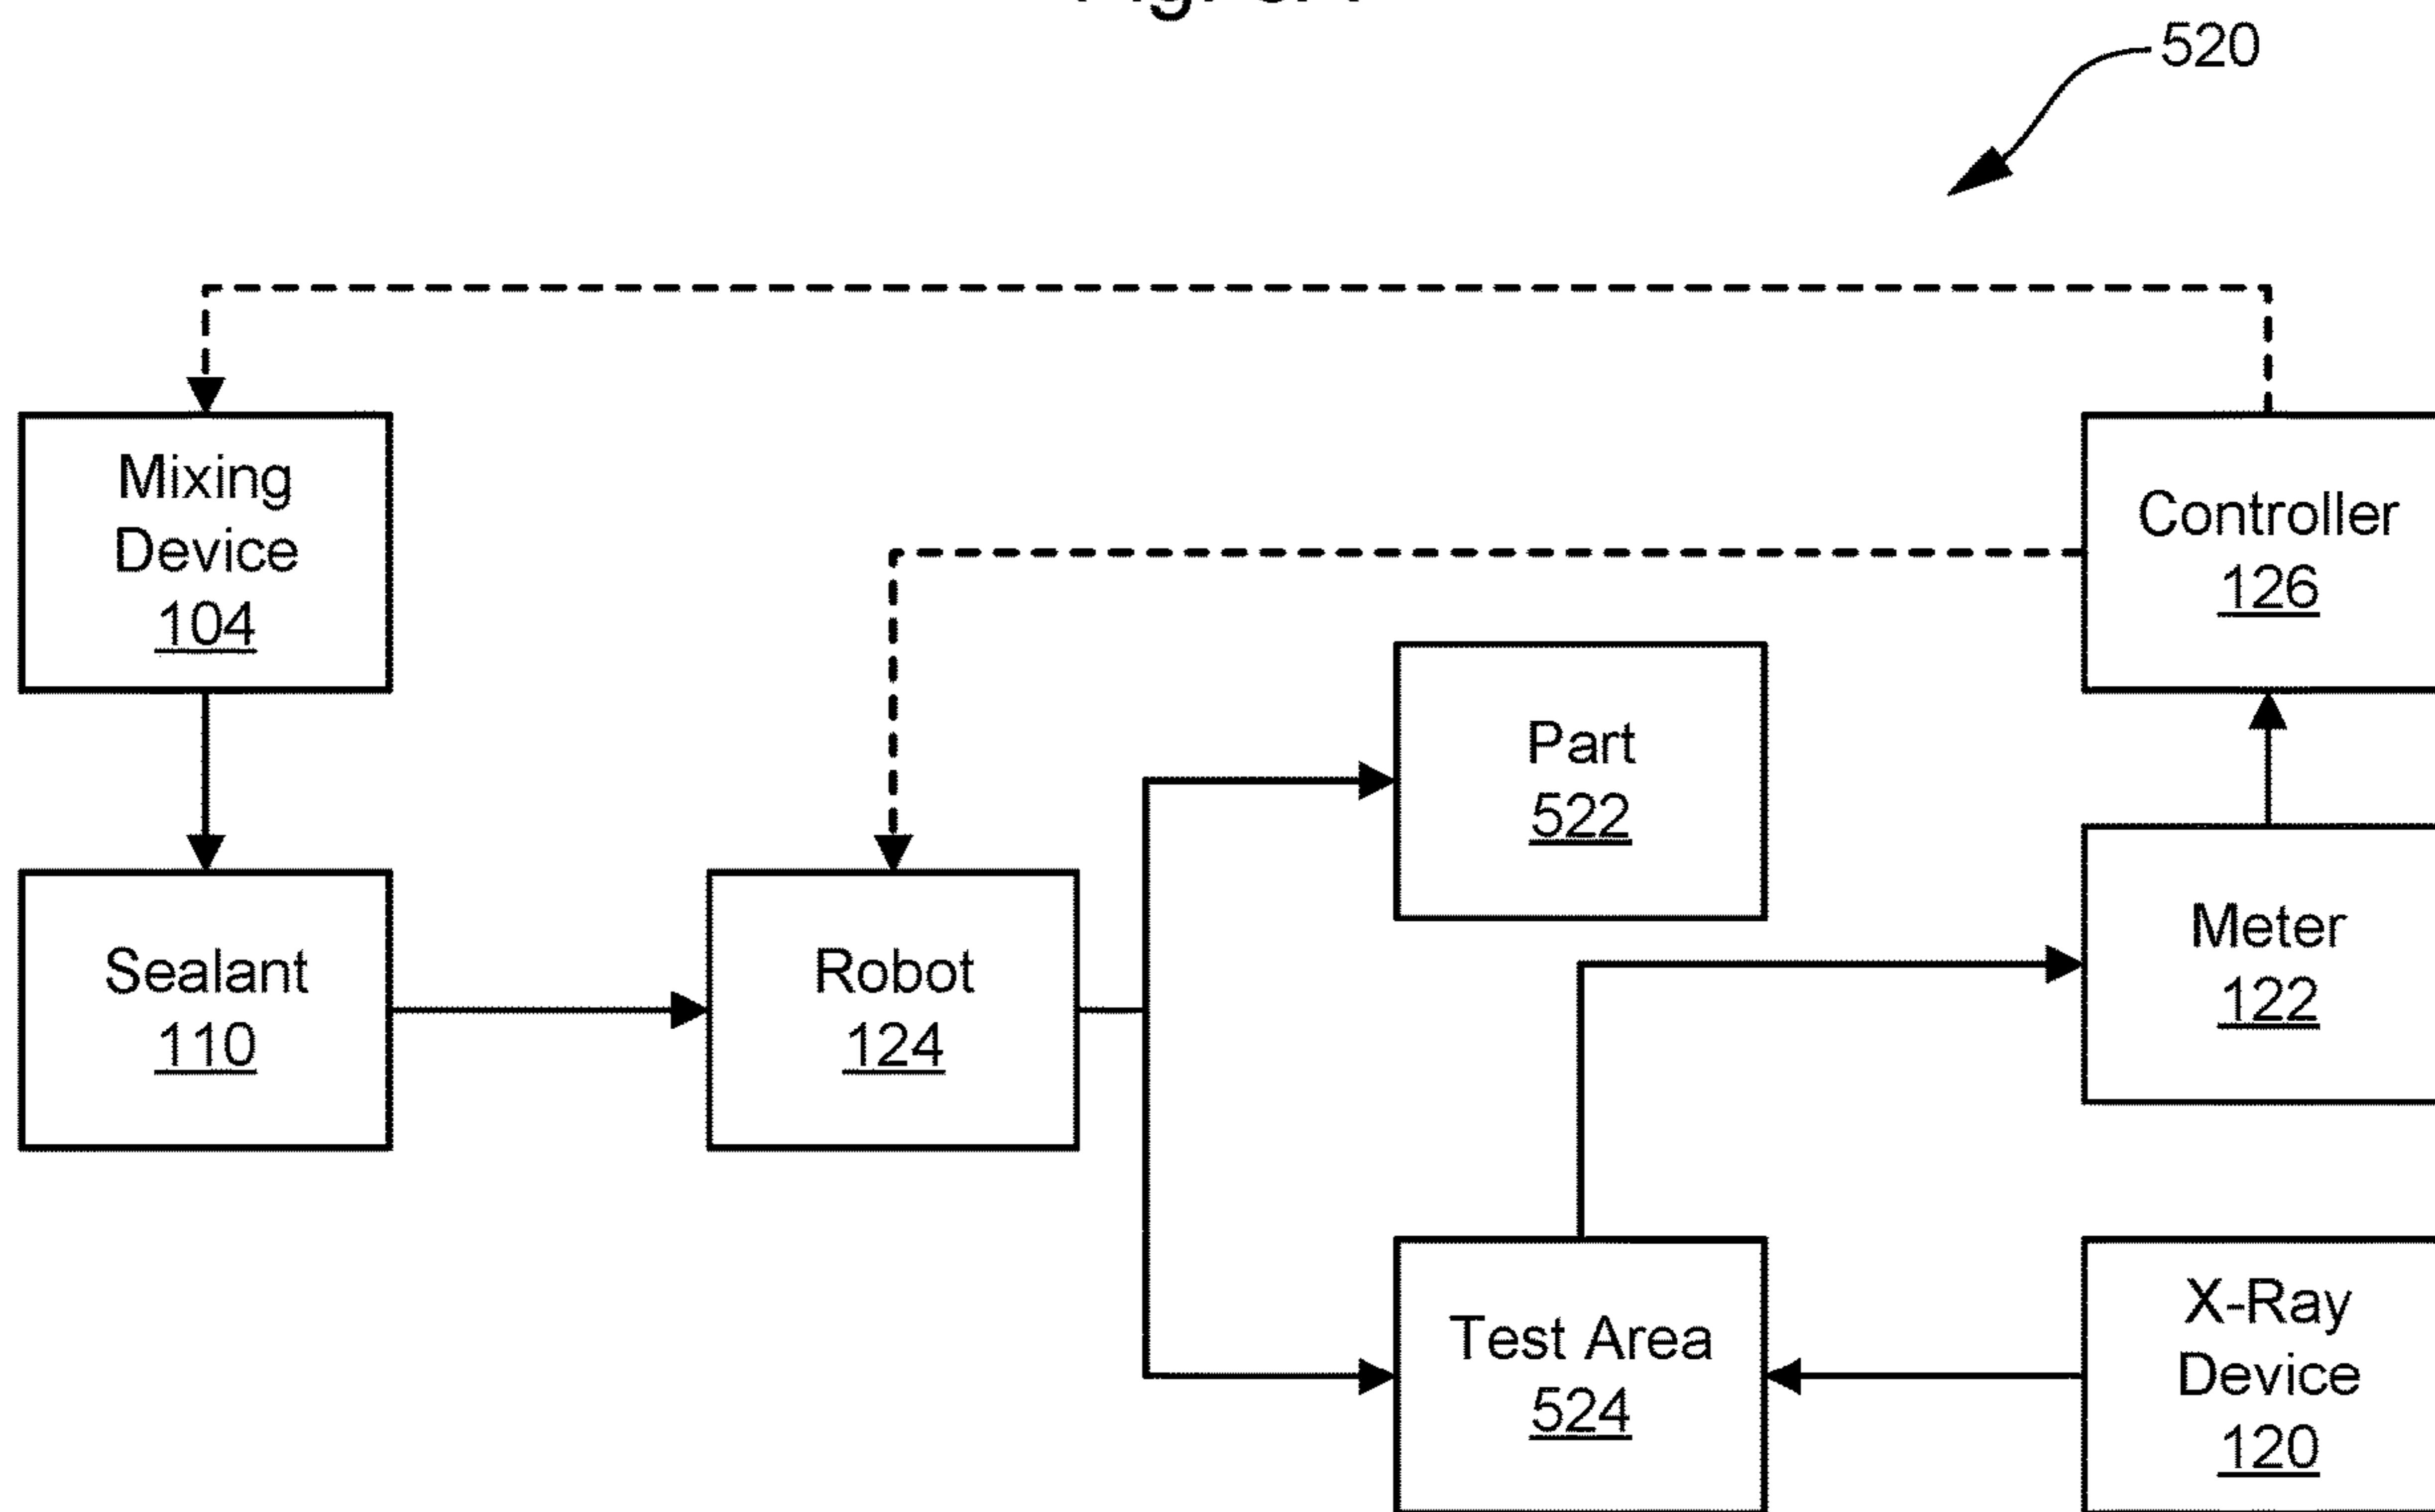 520
Mixing
Device
104
Controller
126
Part
522
Sealant
110
Robot
124
Meter
122
Test Area
524
X-Ray
Device
120